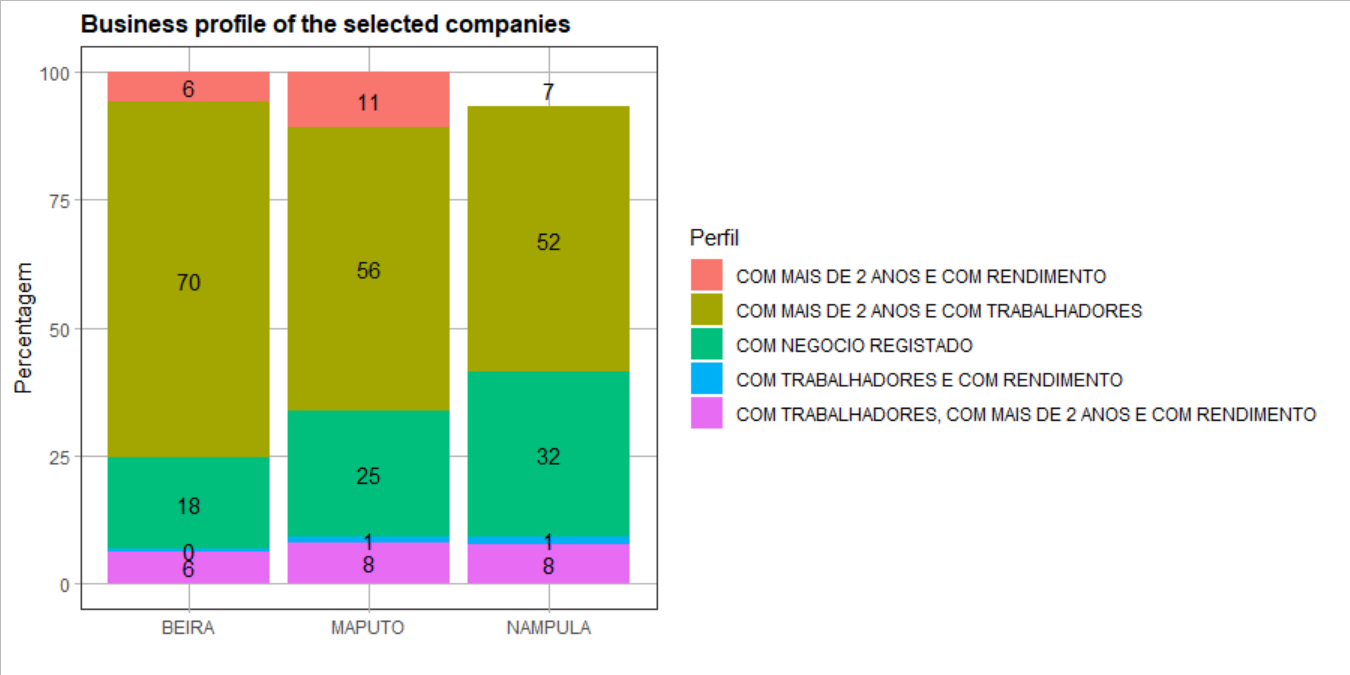 Business profile of the selected companies
Percentagem
100
75
50
25
0
6
70
18
0
6
11
56
25
1
8
7
52
32
1
8
BEIRA
MAPUTO
NAMPULA
Perfil
COM MAIS DE 2 ANOS E COM RENDIMENTO
COM MAIS DE 2 ANOS E COM TRABALHADORES
COM NEGOCIO REGISTADO
COM TRABALHADORES E COM RENDIMENTO
COM TRABALHADORES, COM MAIS DE 2 ANOS E COM RENDIMENTO